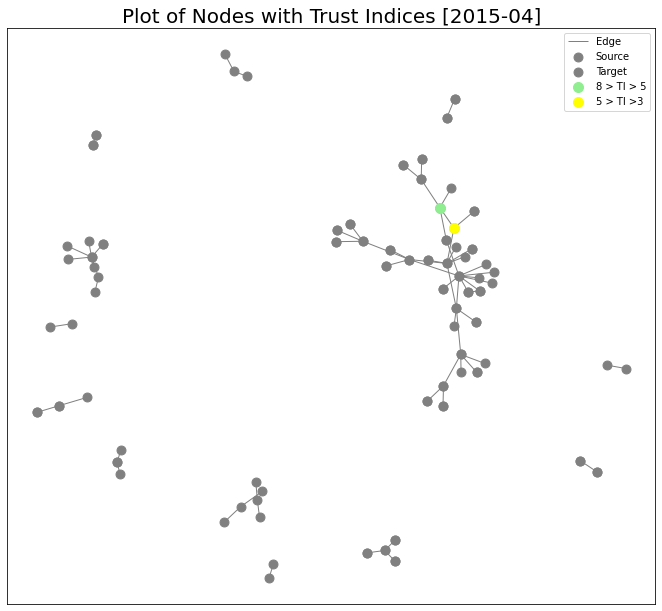 Plot of Nodes with Trust Indices [2015-04]
Edge
Source
Target
8 > TI > 5
5 > TI >3